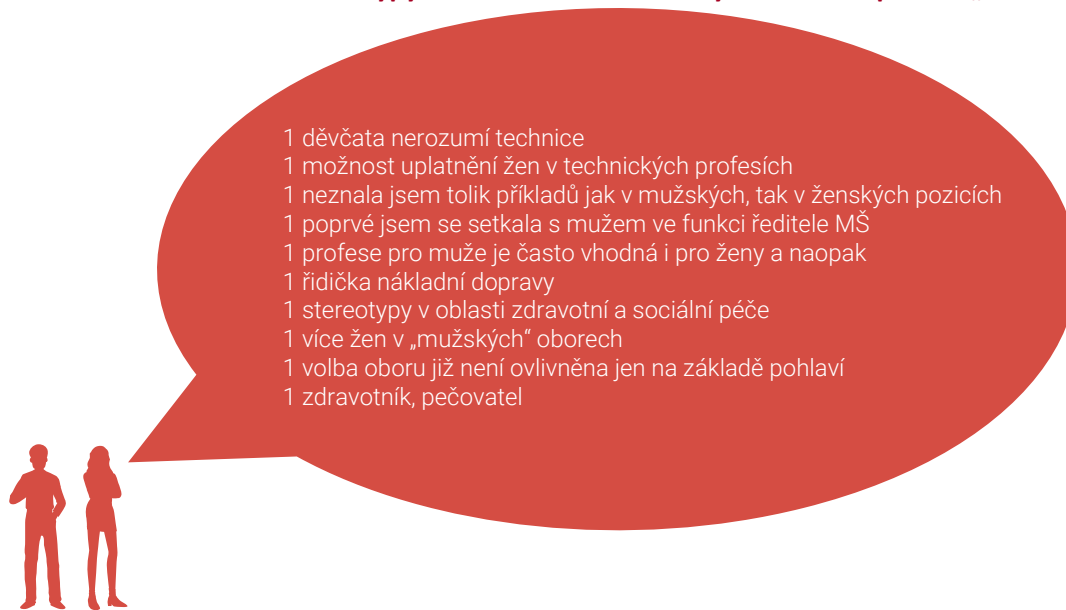 1 děvčata nerozumí technice
1 možnost uplatnění žen v technických profesích
1 neznala jsem tolik příkladů jak v mužských, tak v ženských pozicích
1 poprvé jsem se setkala s mužem ve funkci ředitele MŠ
1 profese pro muže je často vhodná i pro ženy a naopak
1 řidička nákladní dopravy
1 stereotypy v oblasti zdravotní a sociální péče
1 více žen v „mužských“ oborech
1 volba oboru již není ovlivněna jen na základě pohlaví
1 zdravotník, pečovatel